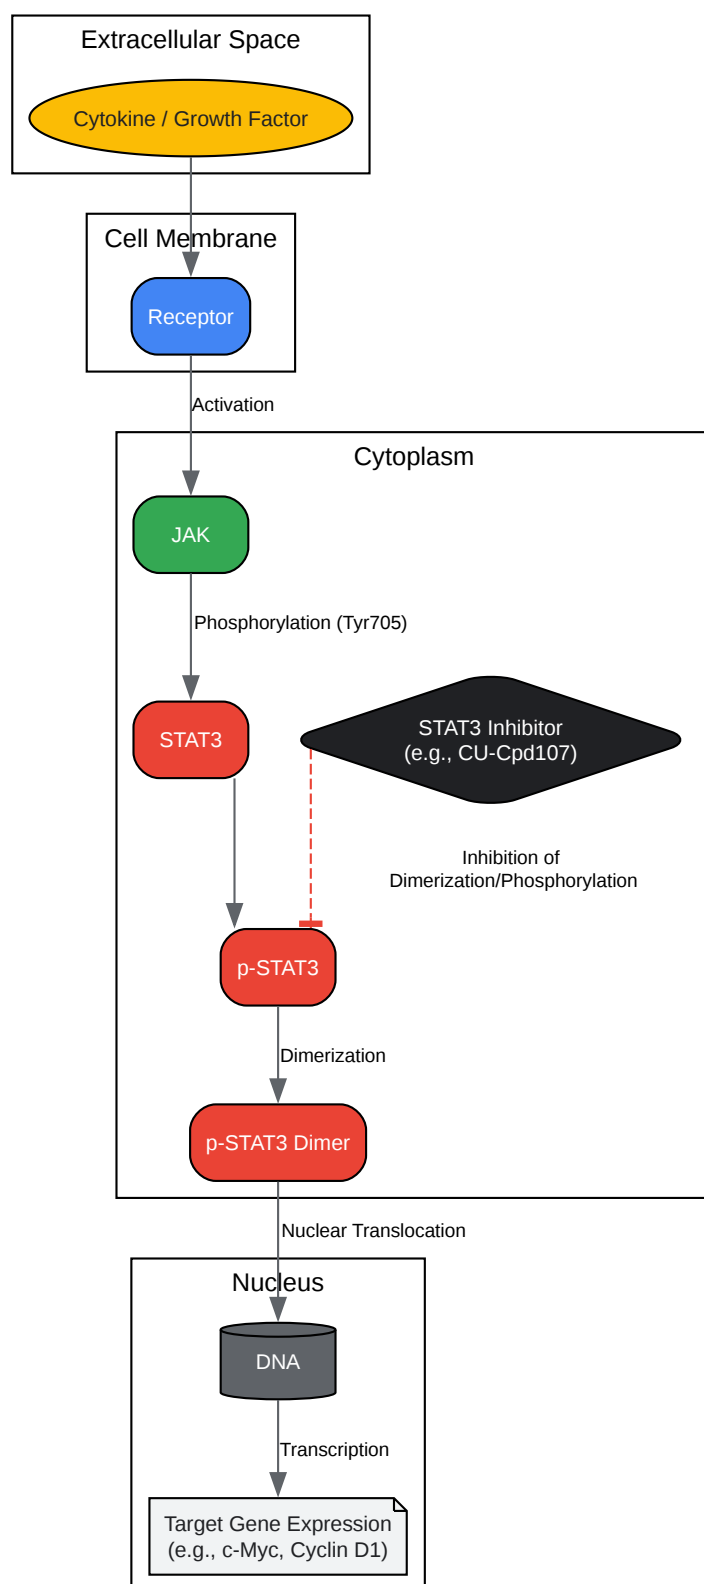 Extracellular Space
Cytokine / Growth Factor
Cell Membrane
Receptor
Activation
Cytoplasm
JAK
Phosphorylation (Tyr705)
STAT3
STAT3 Inhibitor
(e.g., CU-Cpd107)
Inhibition of
Dimerization/Phosphorylation
p-STAT3
Dimerization
p-STAT3 Dimer
Nuclear Translocation
Nucleus
DNA
Transcription
Target Gene Expression
(e.g., c-Myc, Cyclin D1)